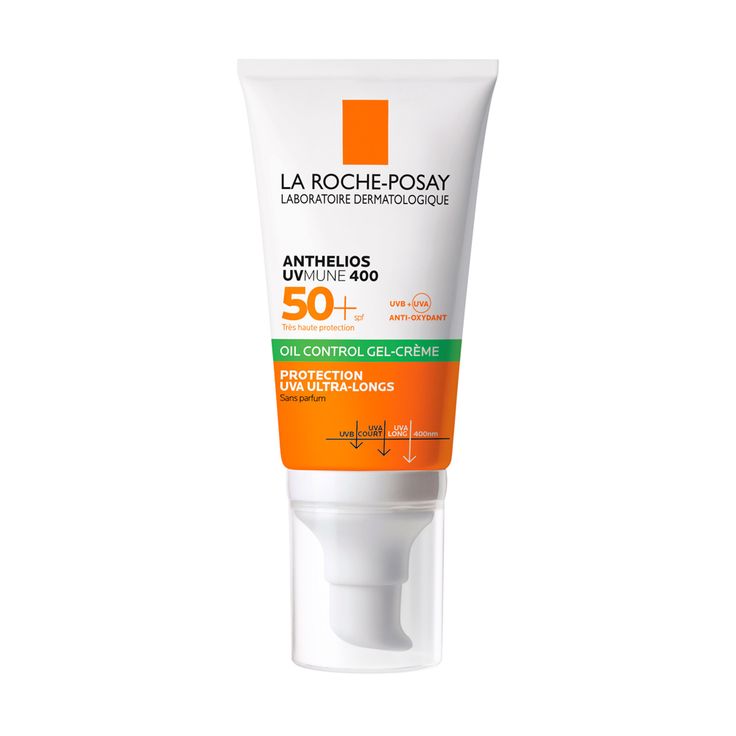 LA ROCHE-POSAY
LABORATOIRE DERMATOLOGIQUE
ANTHELIOS
UVMUNE 400
50+ spf
Très haute protection
UVB + UVA
ANTI-OXYDANT
OIL CONTROL GEL-CRÈME
PROTECTION
UVA ULTRA-LONGS
Sans parfum
UVB
UVA
COURT
UVA
LONG
400nm